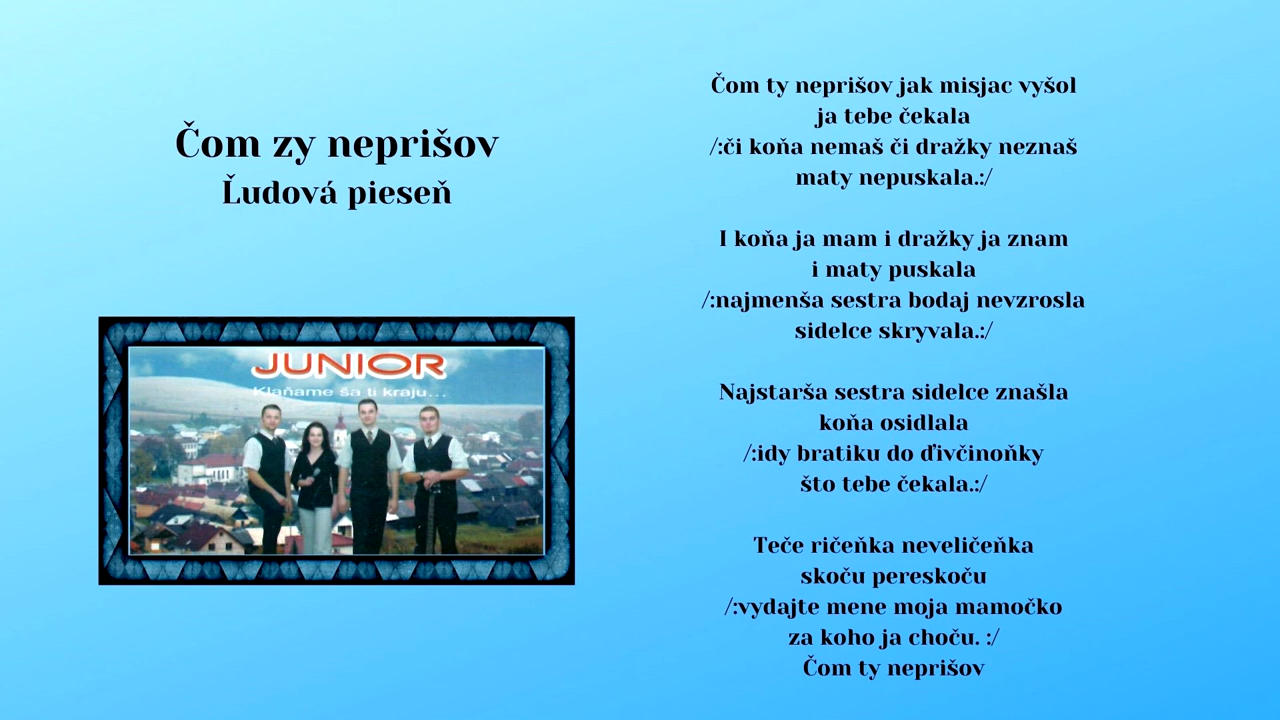 Čom zy neprišov
Ľudová pieseň
JUNIOR
Klaňame ša ti kraju...
Čom ty neprišov jak misjac vyšol
ja tebe čekala
/:či koňa nemaš či dražky neznaš
maty nepuskala.:/
I koňa ja mam i dražky ja znam
i maty puskala
/:najmenša sestra bodaj nevzrosla
sidelce skryvala.:/
Najstarša sestra sidelce znašla
koňa osidlala
/:idy bratiku do ďivčinoňky
što tebe čekala.:/
Teče ričeňka neveličeňka
skoču pereskoču
/:vydajte mene moja mamočko
za koho ja choču. :/
Čom ty neprišov